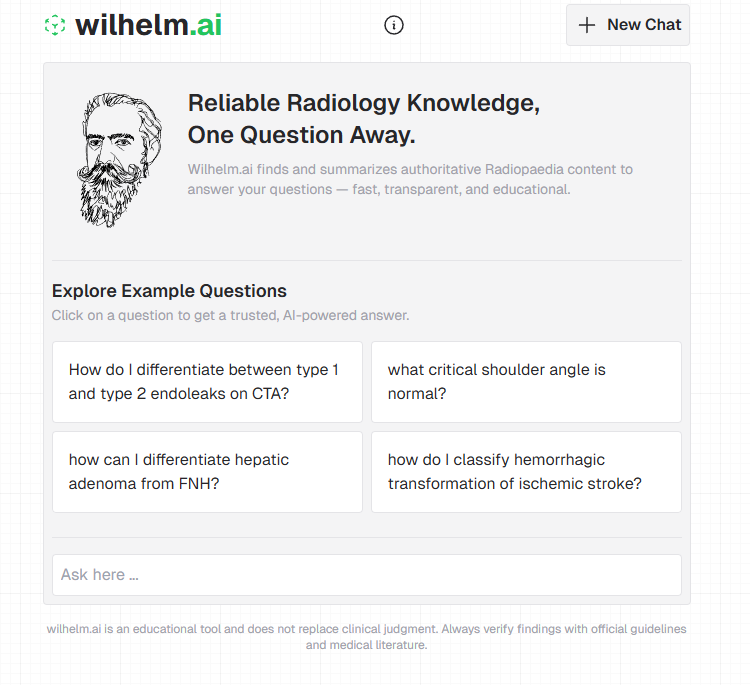 wilhelm.ai
New Chat
Reliable Radiology Knowledge,
One Question Away.
Wilhelm.ai finds and summarizes authoritative Radiopaedia content to
answer your questions — fast, transparent, and educational.
Explore Example Questions
Click on a question to get a trusted, AI-powered answer.
How do I differentiate between type 1
and type 2 endoleaks on CTA?
what critical shoulder angle is
normal?
how can I differentiate hepatic
adenoma from FNH?
how do I classify hemorrhagic
transformation of ischemic stroke?
Ask here ...
wilhelm.ai is an educational tool and does not replace clinical judgment. Always verify findings with official guidelines
and medical literature.